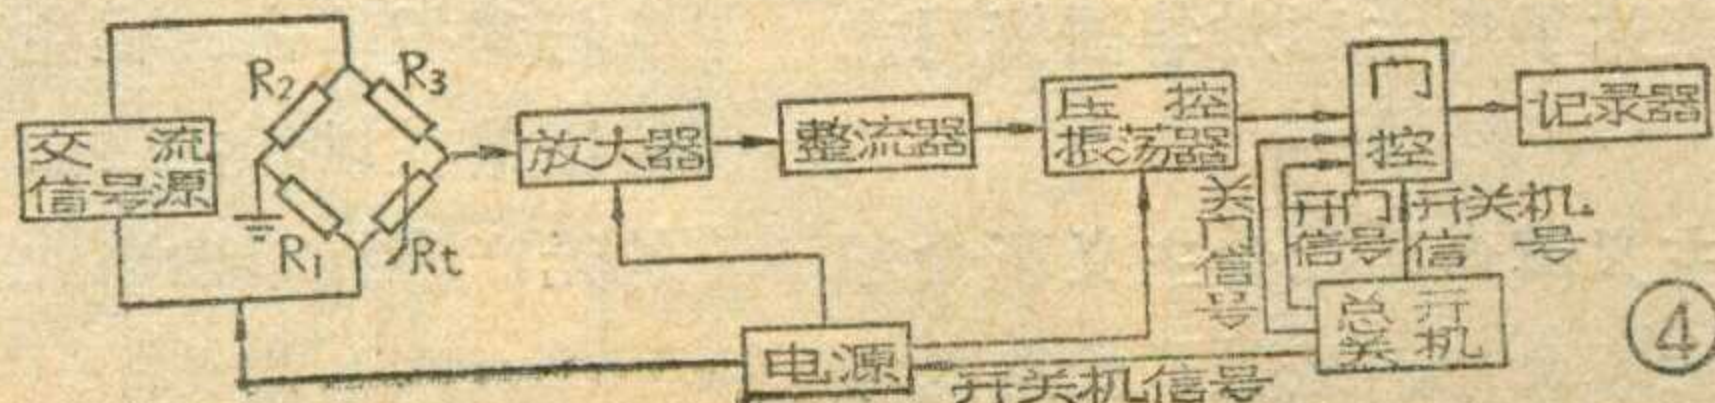 R2
R3
R1
Rt
交 流
信号源
放大器
整流器
压 控
振荡器
门
控
记录器
关门信号
开门
信号
开关机
信 号
总 开
关 机
电源
开关机信号
④